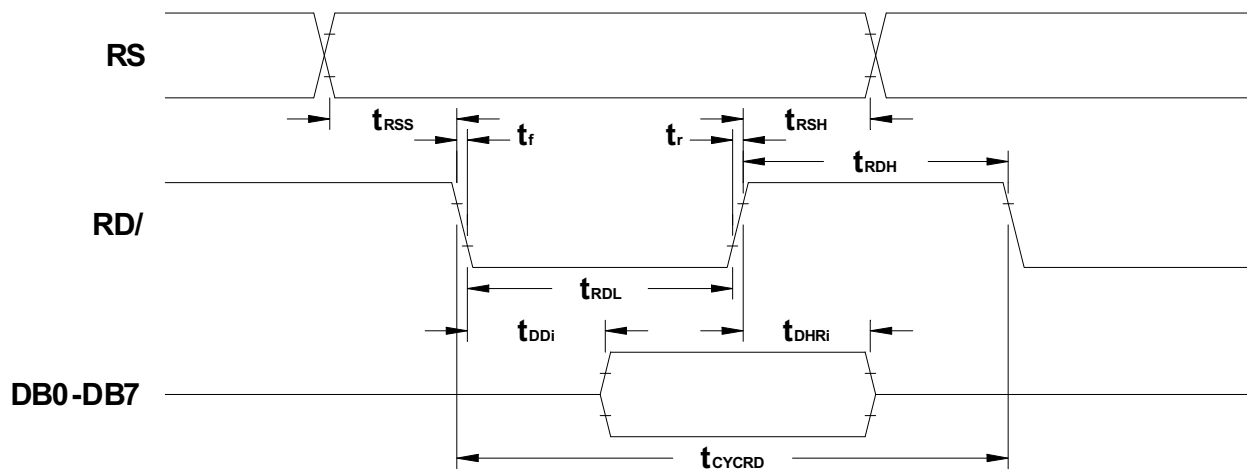 RS
tRSS
tf
tr
tRSH
tRDH
RD/
tRDL
tDDi
tDHRi
DB0-DB7
tCYCRD